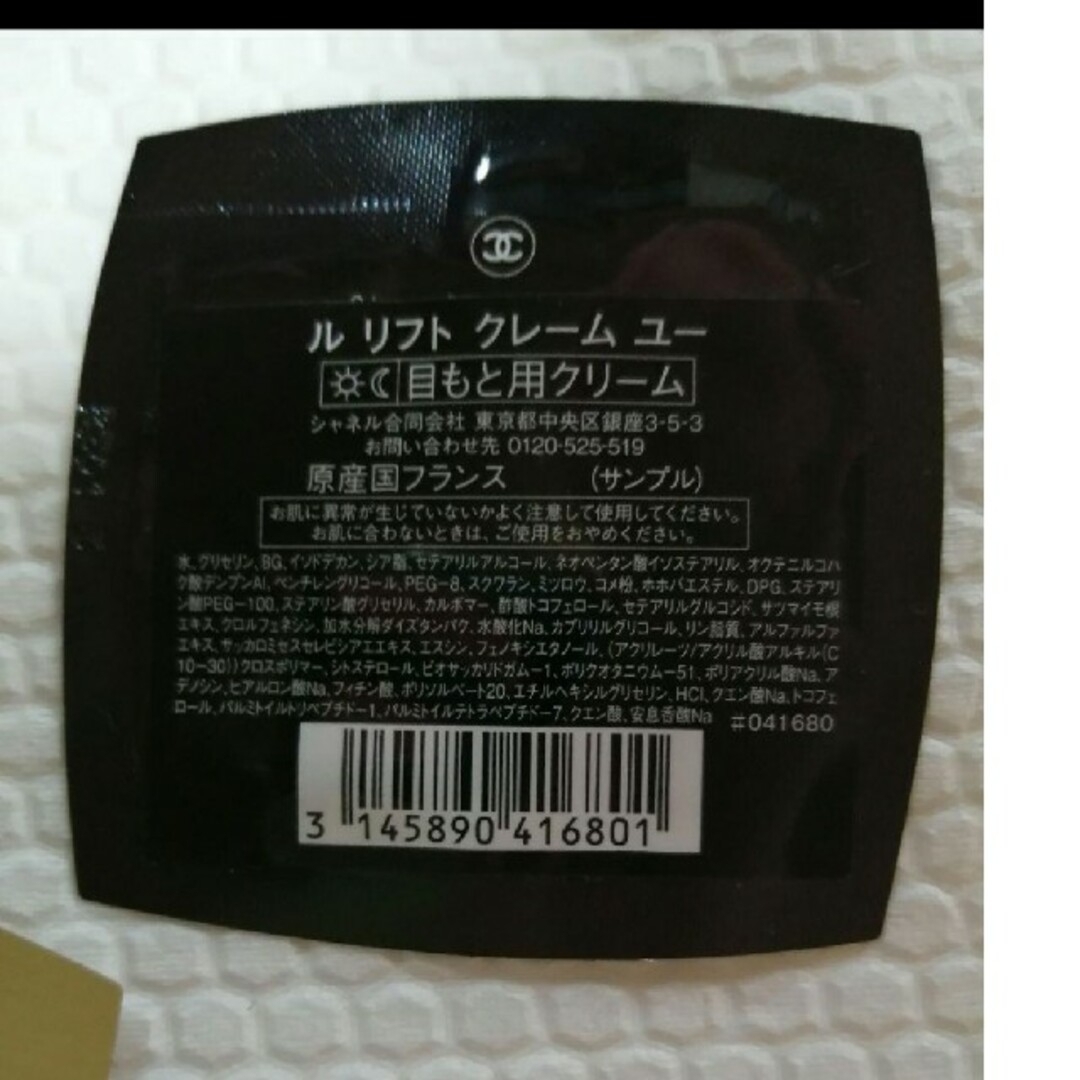 ル リフト クレーム ユー
目もと用クリーム
シャネル合同会社 東京都中央区銀座3-5-3
お問い合わせ先 0120-525-519
原産国フランス (サンプル)
お肌に異常が生じていないかよく注意して使用してください。
お肌に合わないときは、ご使用をおやめください。
水、グリセリン、BG、イソドデカン、シア脂、セテアリルアルコール、ネオペンタン酸イソステアリル、オクテニルコハ
ク酸デンプンAl、ペンチレングリコール、PEG-8、スクワラン、ミツロウ、コメ粉、ホホバエステル、DPG、ステアリ
ン酸PEG-100、ステアリン酸グリセリル、カルボマー、酢酸トコフェロール、セテアリルグルコシド、サツマイモ根
エキス、クロルフェネシン、加水分解ダイズタンパク、水酸化Na、カプリリルグリコール、リン脂質、アルファルファ
エキス、サッカロミセスセレビシアエエキス、エスシン、フェノキシエタノール、(アクリレーツ/アクリル酸アルキル(C
10-30))クロスポリマー、シトステロール、ビオサッカリドガム-1、ポリクオタニウム-51、ポリアクリル酸Na、ア
デノシン、ヒアルロン酸Na、フィチン酸、ポリソルベート20、エチルヘキシルグリセリン、HCl、クエン酸Na、トコフェ
ロール、パルミトイルトリペプチド-1、パルミトイルテトラペプチド-7、クエン酸、安息香酸Na #041680
3 145890 416801